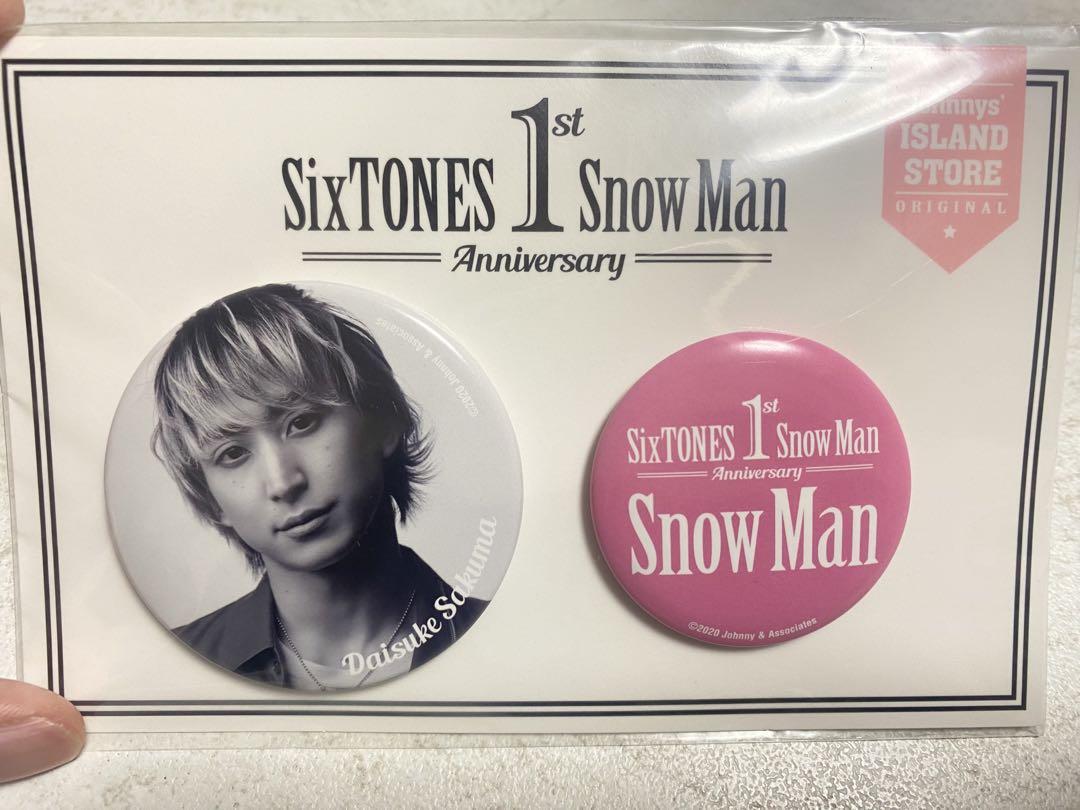 1st
SixTONES Snow Man
Anniversary
Johnnys'
ISLAND
STORE
ORIGINAL
©2020 Johnny & Associates
Daisuke Sakuma
1st
SixTONES Snow Man
Anniversary
Snow Man
©2020 Johnny & Associates